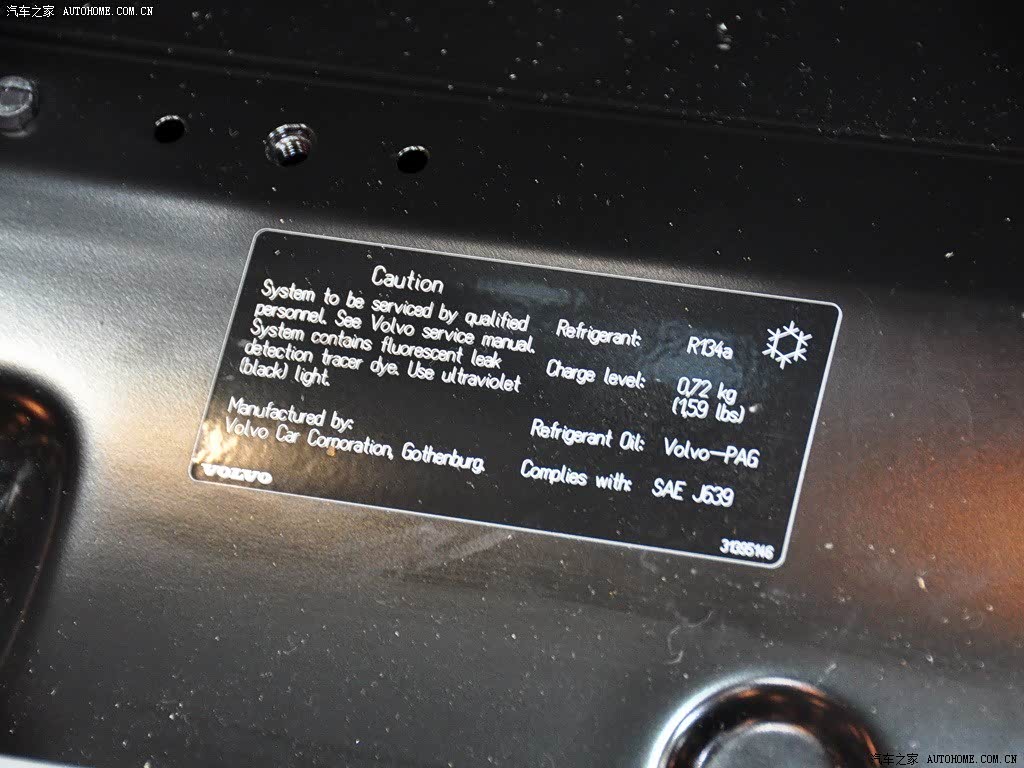 汽车之家 AUTOHOME.COM.CN
Caution
System to be serviced by qualified
personnel. See Volvo service manual.
System contains fluorescent leak
detection tracer dye. Use ultraviolet
(black) light.
Manufactured by:
Volvo Car Corporation, Gothenburg.
VOLVO
Refrigerant: R134a
Charge level: 0,72 kg
(1,59 lbs)
Refrigerant Oil: Volvo-PAG
Complies with: SAE J639
31395146
汽车之家 AUTOHOME.COM.CN